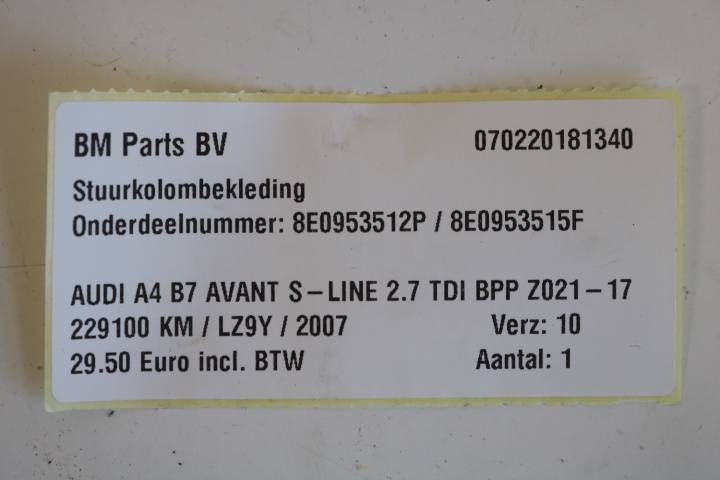 BM Parts BV 070220181340
Stuurkolombekleding
Onderdeelnummer: 8E0953512P / 8E0953515F
AUDI A4 B7 AVANT S-LINE 2.7 TDI BPP Z021-17
229100 KM / LZ9Y / 2007 Verz: 10
29.50 Euro incl. BTW Aantal: 1